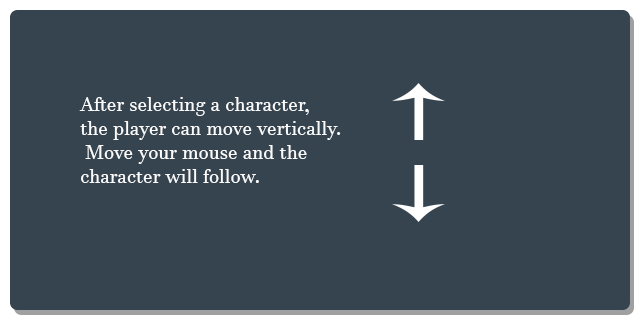 After selecting a character,
the player can move vertically.
Move your mouse and the
character will follow.